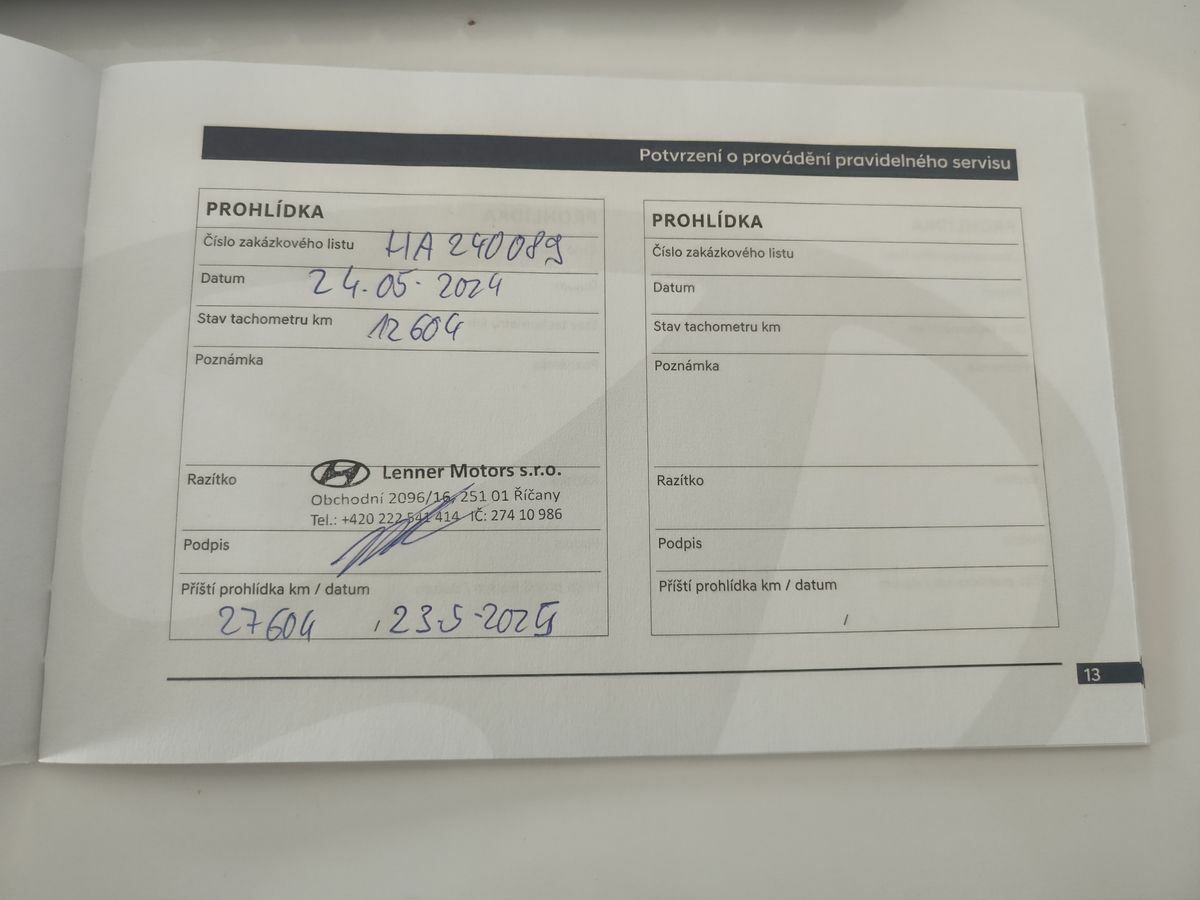 Potvrzení o provádění pravidelného servisu
PROHLÍDKA
Číslo zakázkového listu HA 240089
Datum 24.05.2024
Stav tachometru km 12604
Poznámka
Razítko
Lenner Motors s.r.o.
Obchodní 2096/16, 251 01 Říčany
Tel.: +420 222 541 414 IČ: 274 10 986
Podpis
Příští prohlídka km / datum
27604 / 23.5.2025
PROHLÍDKA
Číslo zakázkového listu
Datum
Stav tachometru km
Poznámka
Razítko
Podpis
Příští prohlídka km / datum
/
13